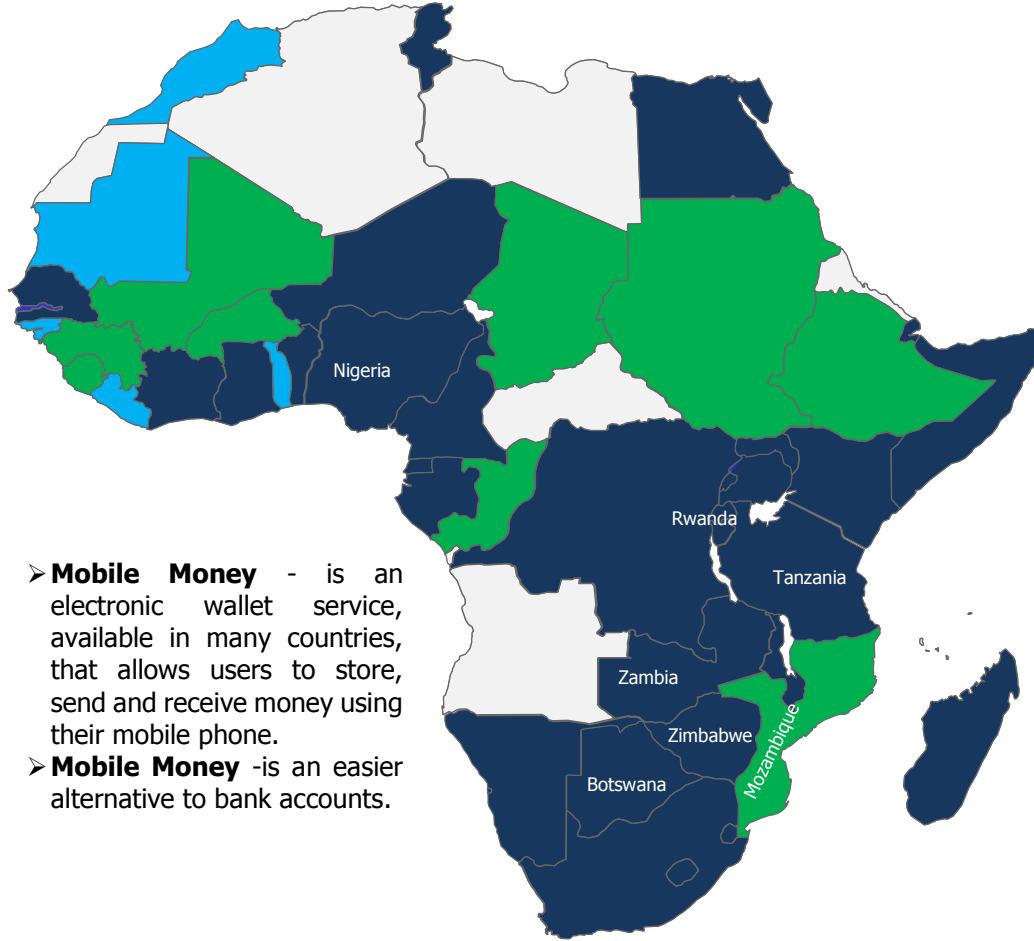 Nigeria
Rwanda
Tanzania
Zambia
Zimbabwe
Mozambique
Botswana
➢ Mobile Money - is an
electronic wallet service,
available in many countries,
that allows users to store,
send and receive money using
their mobile phone.
➢ Mobile Money -is an easier
alternative to bank accounts.